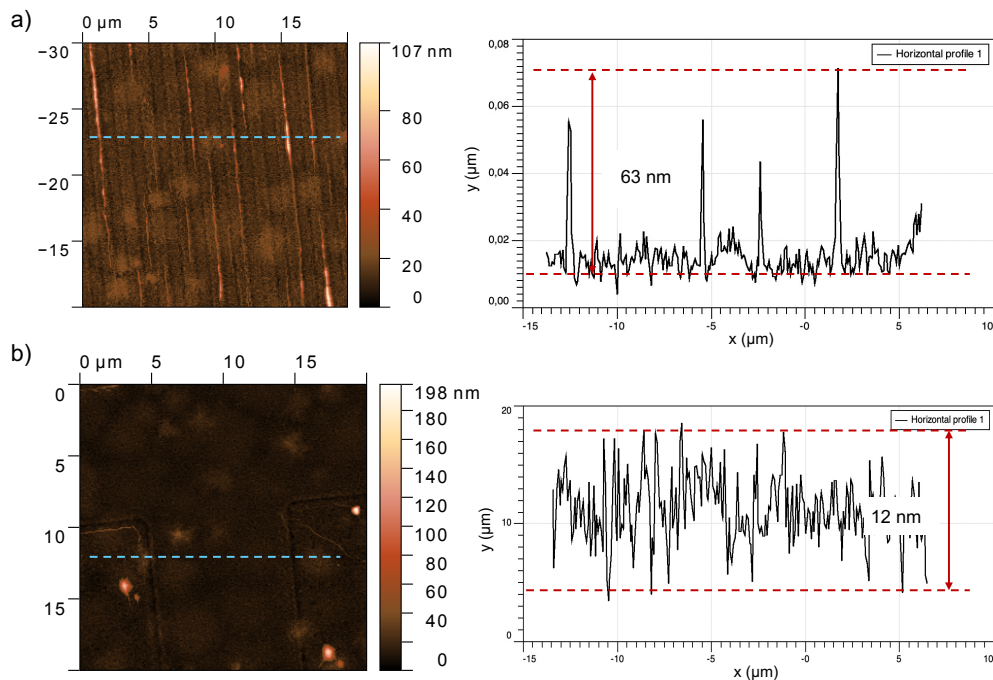 a)
0 µm 5 10 15
−30
−25
−20
−15
107 nm
80
60
40
20
0
Horizontal profile 1
0,08
0,06
0,04
0,02
0,00
y (µm)
63 nm
-15 -10 -5 -0 5 10
x (µm)
b)
0 µm 5 10 15
0
5
10
15
198 nm
180
160
140
120
100
80
60
40
20
0
Horizontal profile 1
20
10
0
y (µm)
12 nm
-15 -10 -5 -0 5 10
x (µm)